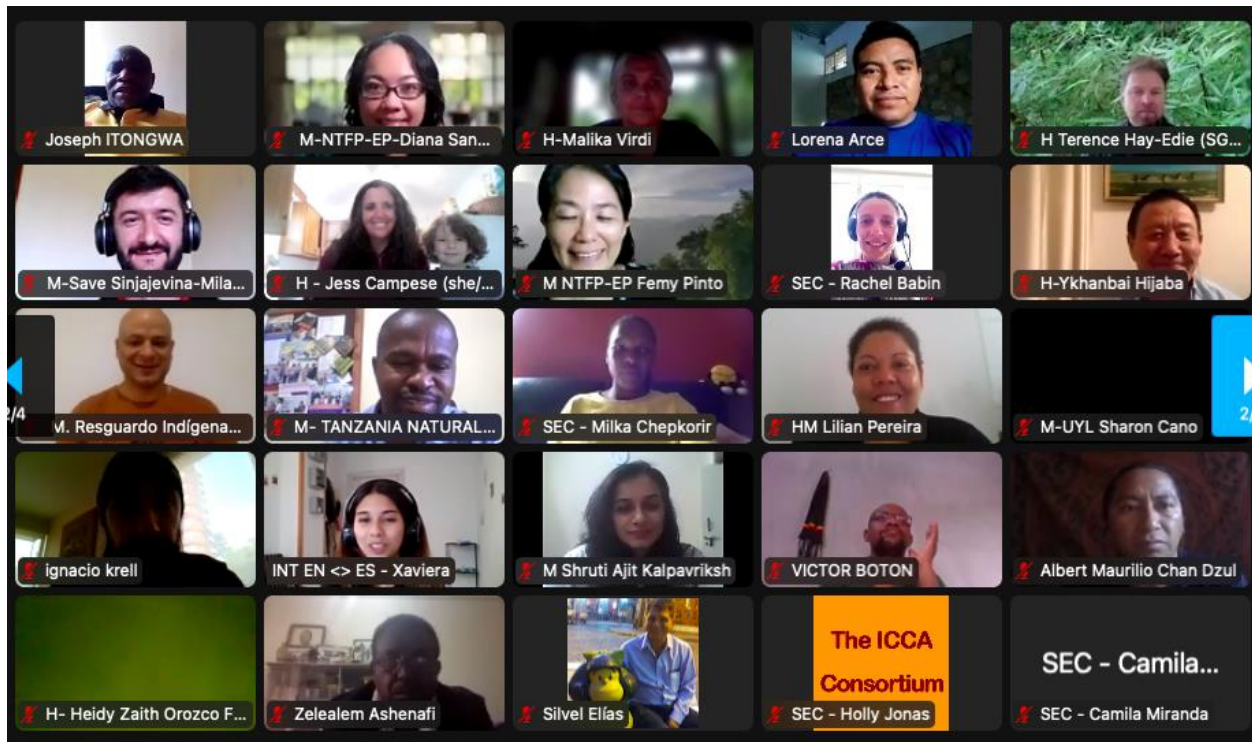 Joseph ITONGWA
M-NTFP-EP-Diana San...
H-Malika Virdi
Lorena Arce
H Terence Hay-Edie (SG...
M-Save Sinjajevina-Mila...
H - Jess Campese (she/...
M NTFP-EP Femy Pinto
SEC - Rachel Babin
H-Ykhanbai Hijaba
2/4
M. Resguardo Indígena...
M- TANZANIA NATURAL...
SEC - Milka Chepkorir
HM Lilian Pereira
M-UYL Sharon Cano
2/
ignacio krell
INT EN <> ES - Xaviera
M Shruti Ajit Kalpavriksh
VICTOR BOTON
Albert Maurilio Chan Dzul
The ICCA
Consortium
SEC - Camila...
H- Heidy Zaith Orozco F...
Zelealem Ashenafi
Silvel Elías
SEC - Holly Jonas
SEC - Camila Miranda